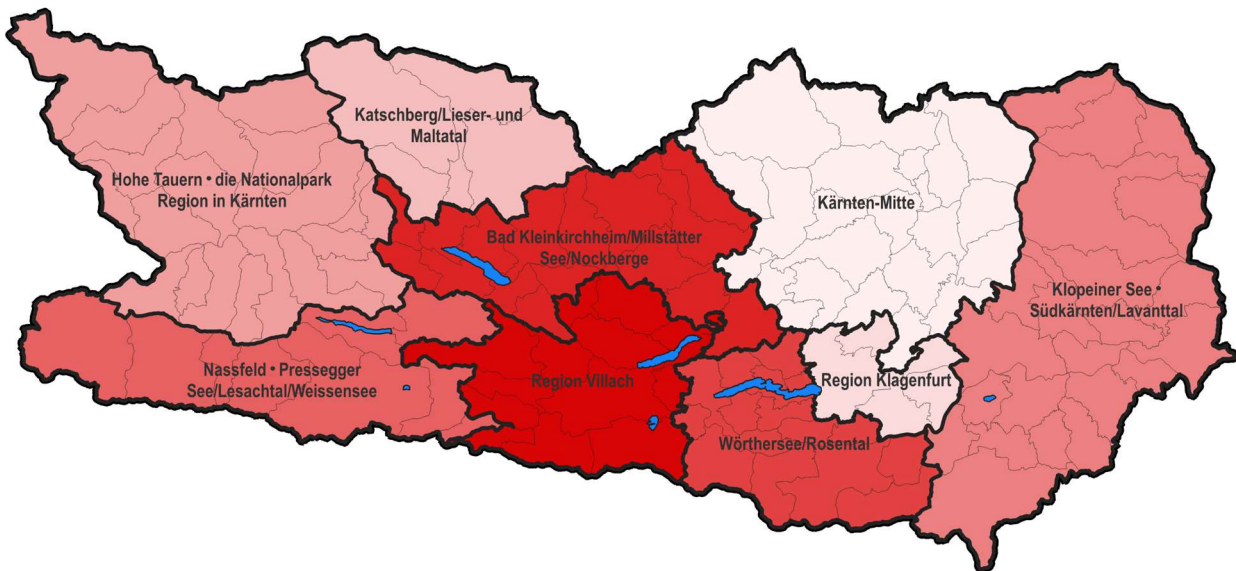 Katschberg/Lieser- und
Maltatal
Hohe Tauern • die Nationalpark
Region in Kärnten
Kärnten-Mitte
Bad Kleinkirchheim/Millstätter
See/Nockberge
Klopeiner See •
Südkärnten/Lavanttal
Nassfeld • Pressegger
See/Lesachtal/Weissensee
Region Villach
Region Klagenfurt
Wörthersee/Rosental